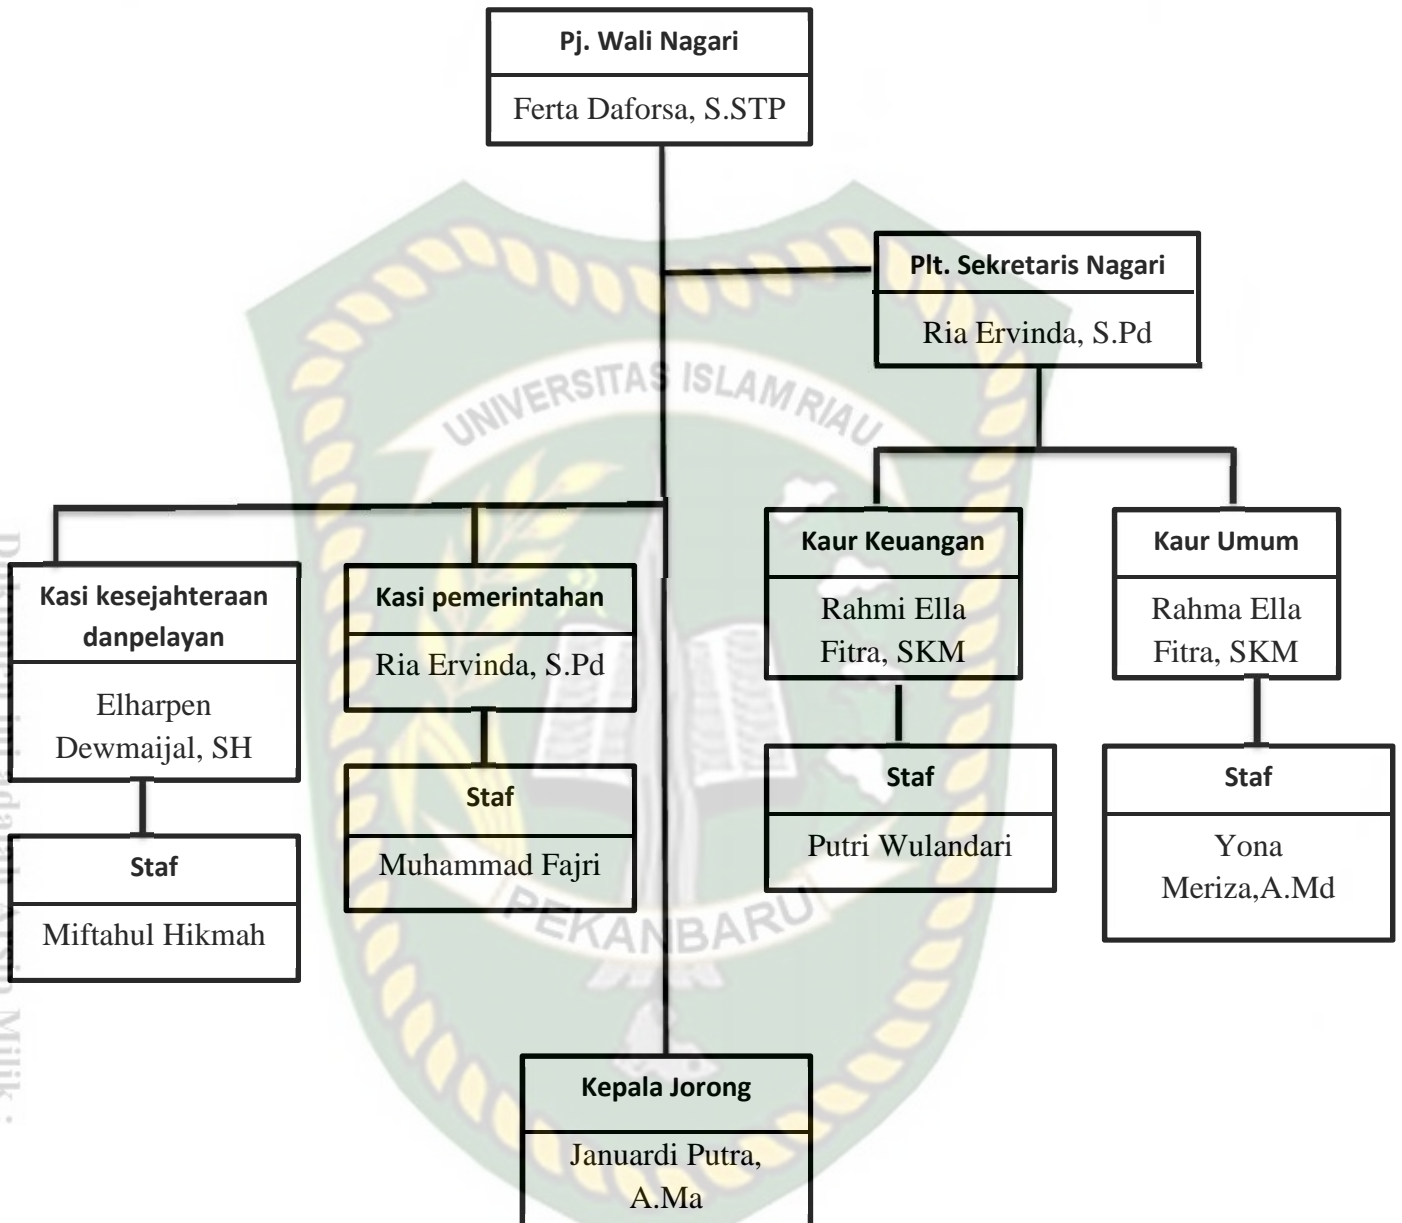 Pj. Wali Nagari
Ferta Daforsa, S.STP
Plt. Sekretaris Nagari
Ria Ervinda, S.Pd
UNIVERSITAS ISLAM RIAU
Kaur Keuangan
Rahmi Ella
Fitra, SKM
Kaur Umum
Rahma Ella
Fitra, SKM
Kasi kesejahteraan
danpelayan
Elharpen
Dewmaijal, SH
Kasi pemerintahan
Ria Ervinda, S.Pd
Staf
Miftahul Hikmah
Staf
Muhammad Fajri
Staf
Putri Wulandari
Staf
Yona
Meriza,A.Md
PEKANBARU
Kepala Jorong
Januardi Putra,
A.Ma